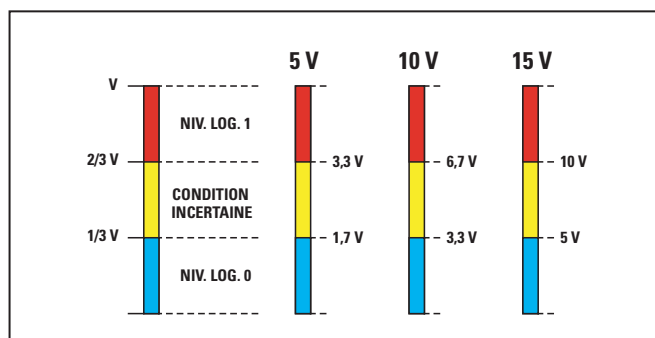 5 V 10 V 15 V
V
NIV. LOG. 1
2/3 V 3,3 V 6,7 V 10 V
CONDITION
INCERTAINE
1/3 V 1,7 V 3,3 V 5 V
NIV. LOG. 0